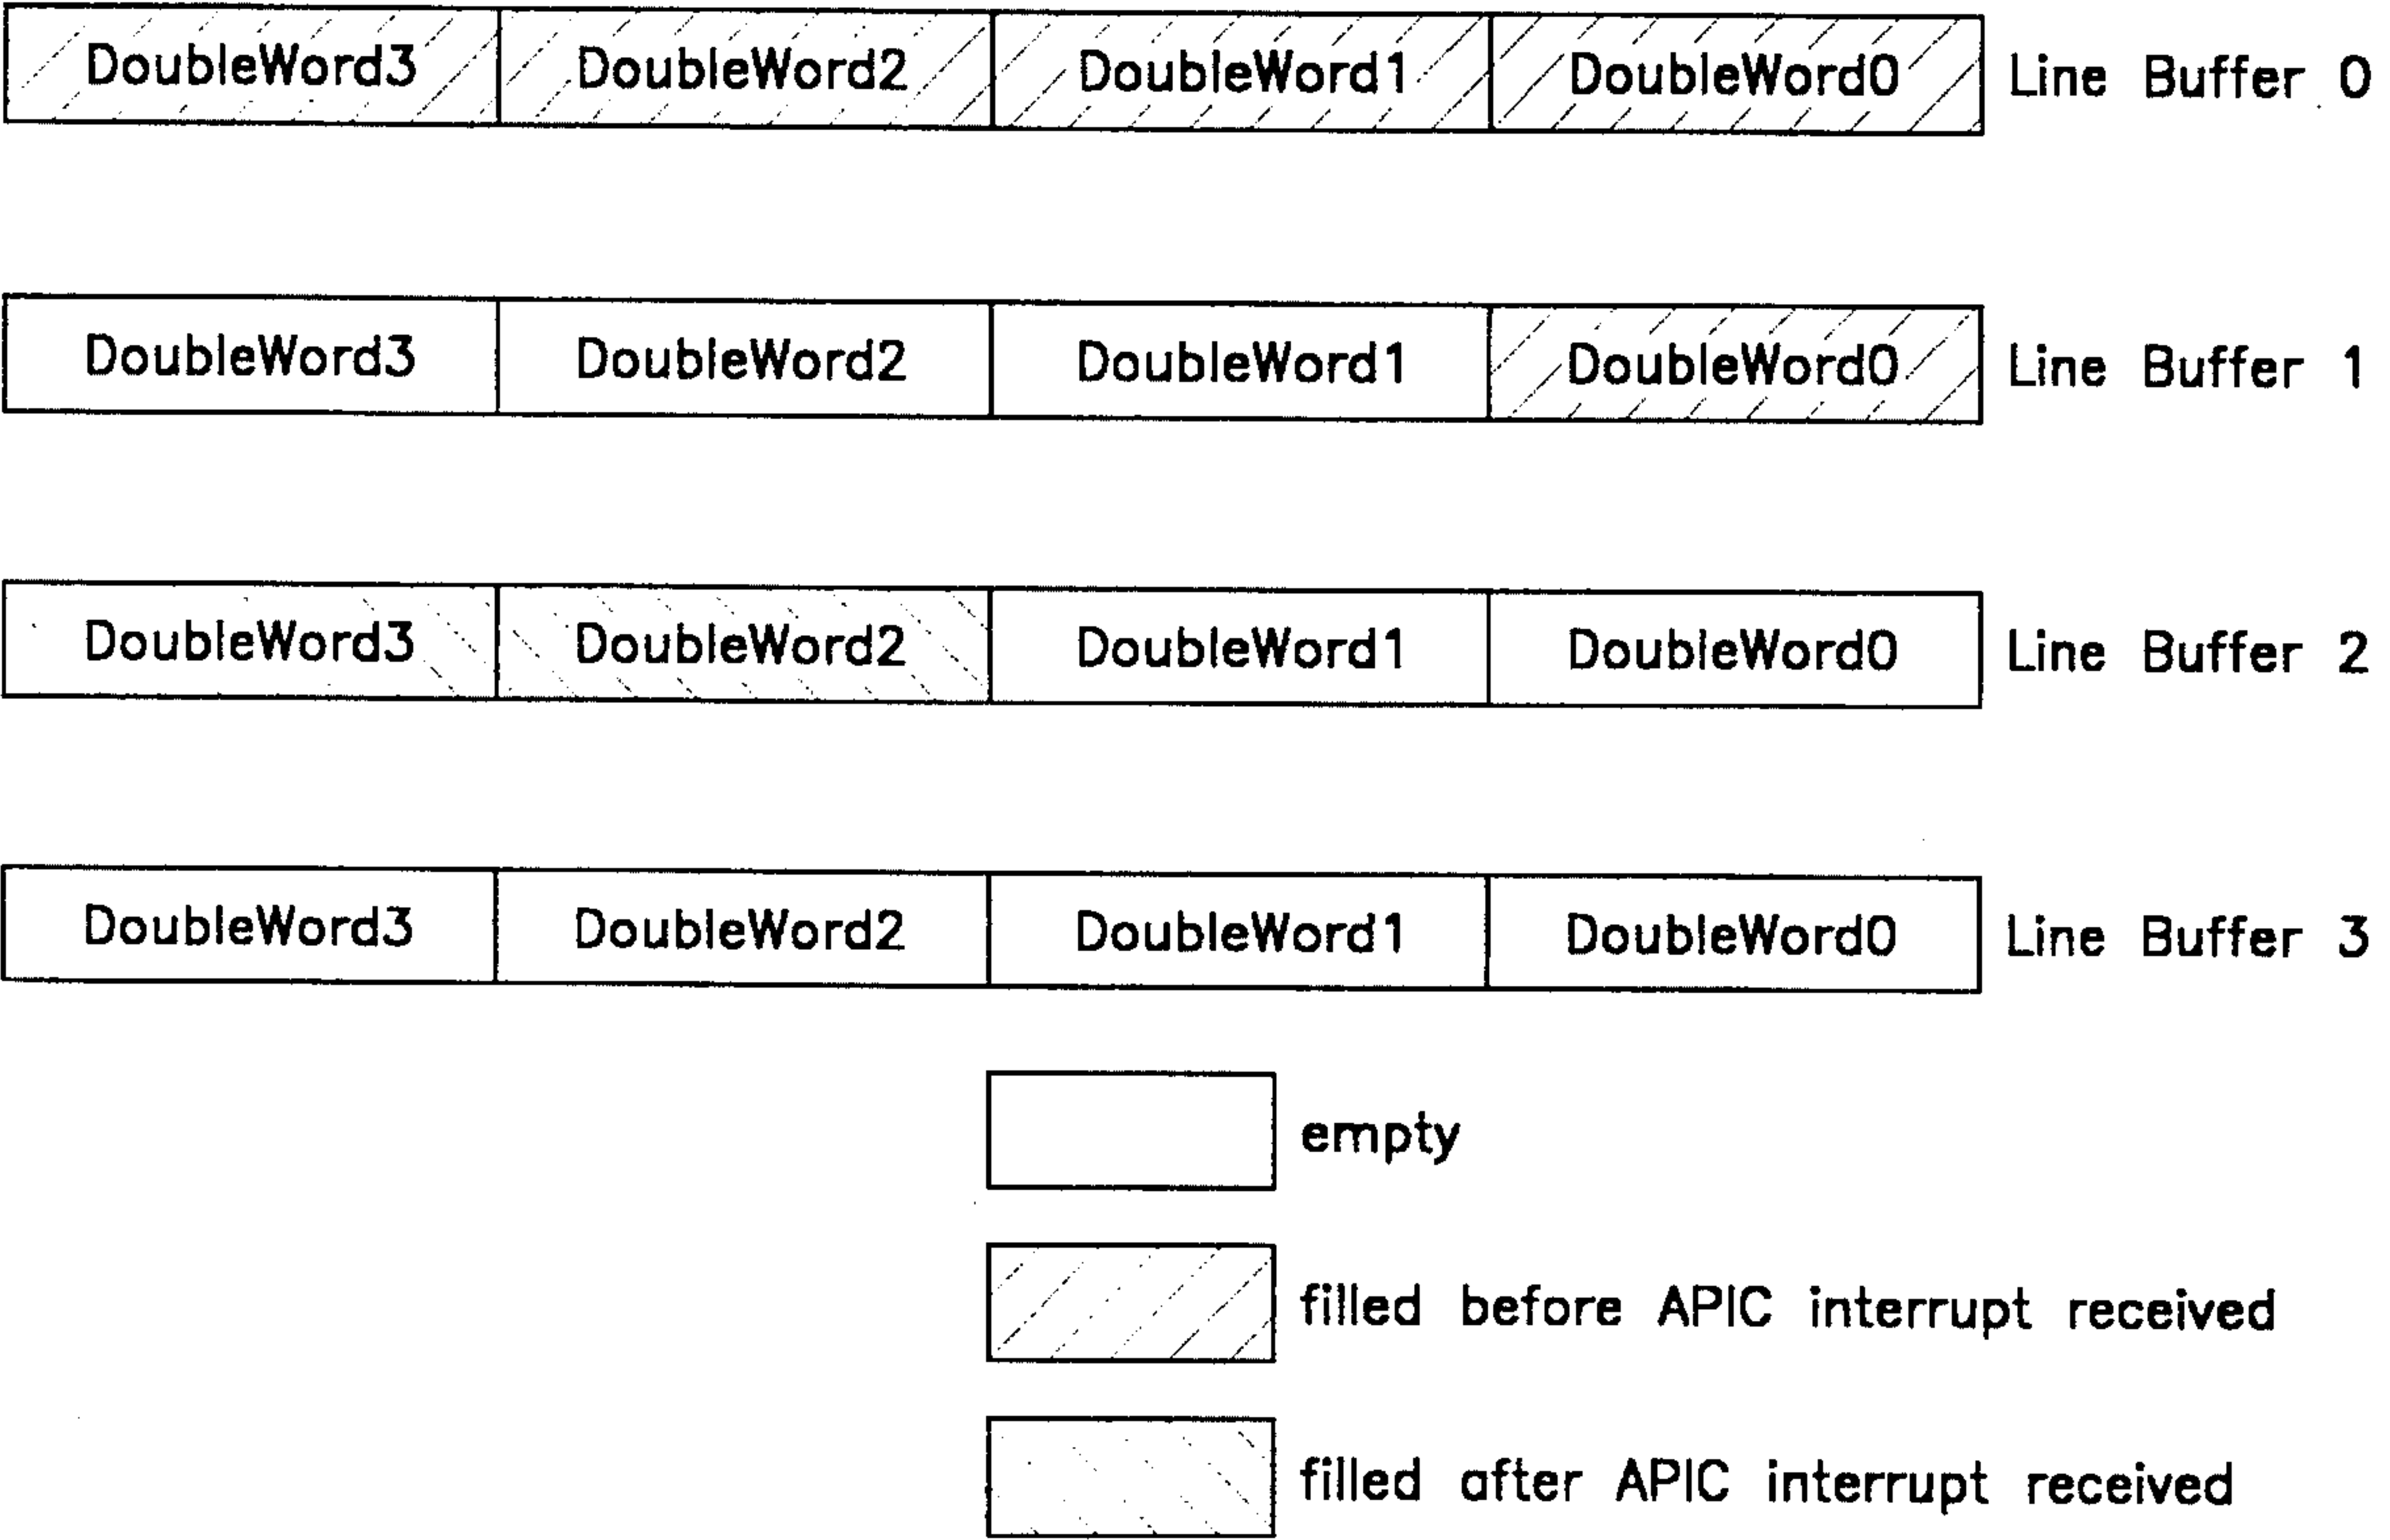 DoubleWord3 DoubleWord2 DoubleWord1 DoubleWord0 Line Buffer 0
DoubleWord3 DoubleWord2 DoubleWord1 DoubleWord0 Line Buffer 1
DoubleWord3 DoubleWord2 DoubleWord1 DoubleWord0 Line Buffer 2
DoubleWord3 DoubleWord2 DoubleWord1 DoubleWord0 Line Buffer 3
empty
filled before APIC interrupt received
filled after APIC interrupt received